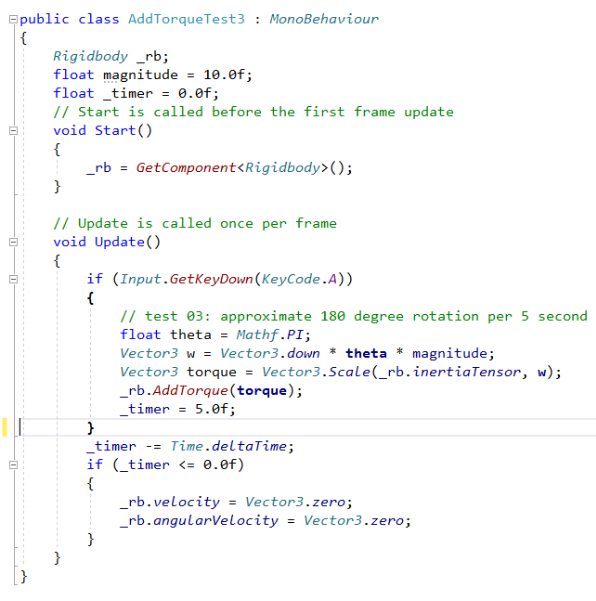 public class AddTorqueTest3 : MonoBehaviour
{
    Rigidbody _rb;
    float magnitude = 10.0f;
    float _timer = 0.0f;
    // Start is called before the first frame update
    void Start()
    {
        _rb = GetComponent<Rigidbody>();
    }

    // Update is called once per frame
    void Update()
    {
        if (Input.GetKeyDown(KeyCode.A))
        {
            // test 03: approximate 180 degree rotation per 5 second
            float theta = Mathf.PI;
            Vector3 w = Vector3.down * theta * magnitude;
            Vector3 torque = Vector3.Scale(_rb.inertiaTensor, w);
            _rb.AddTorque(torque);
            _timer = 5.0f;
        }
        _timer -= Time.deltaTime;
        if (_timer <= 0.0f)
        {
            _rb.velocity = Vector3.zero;
            _rb.angularVelocity = Vector3.zero;
        }
    }
}